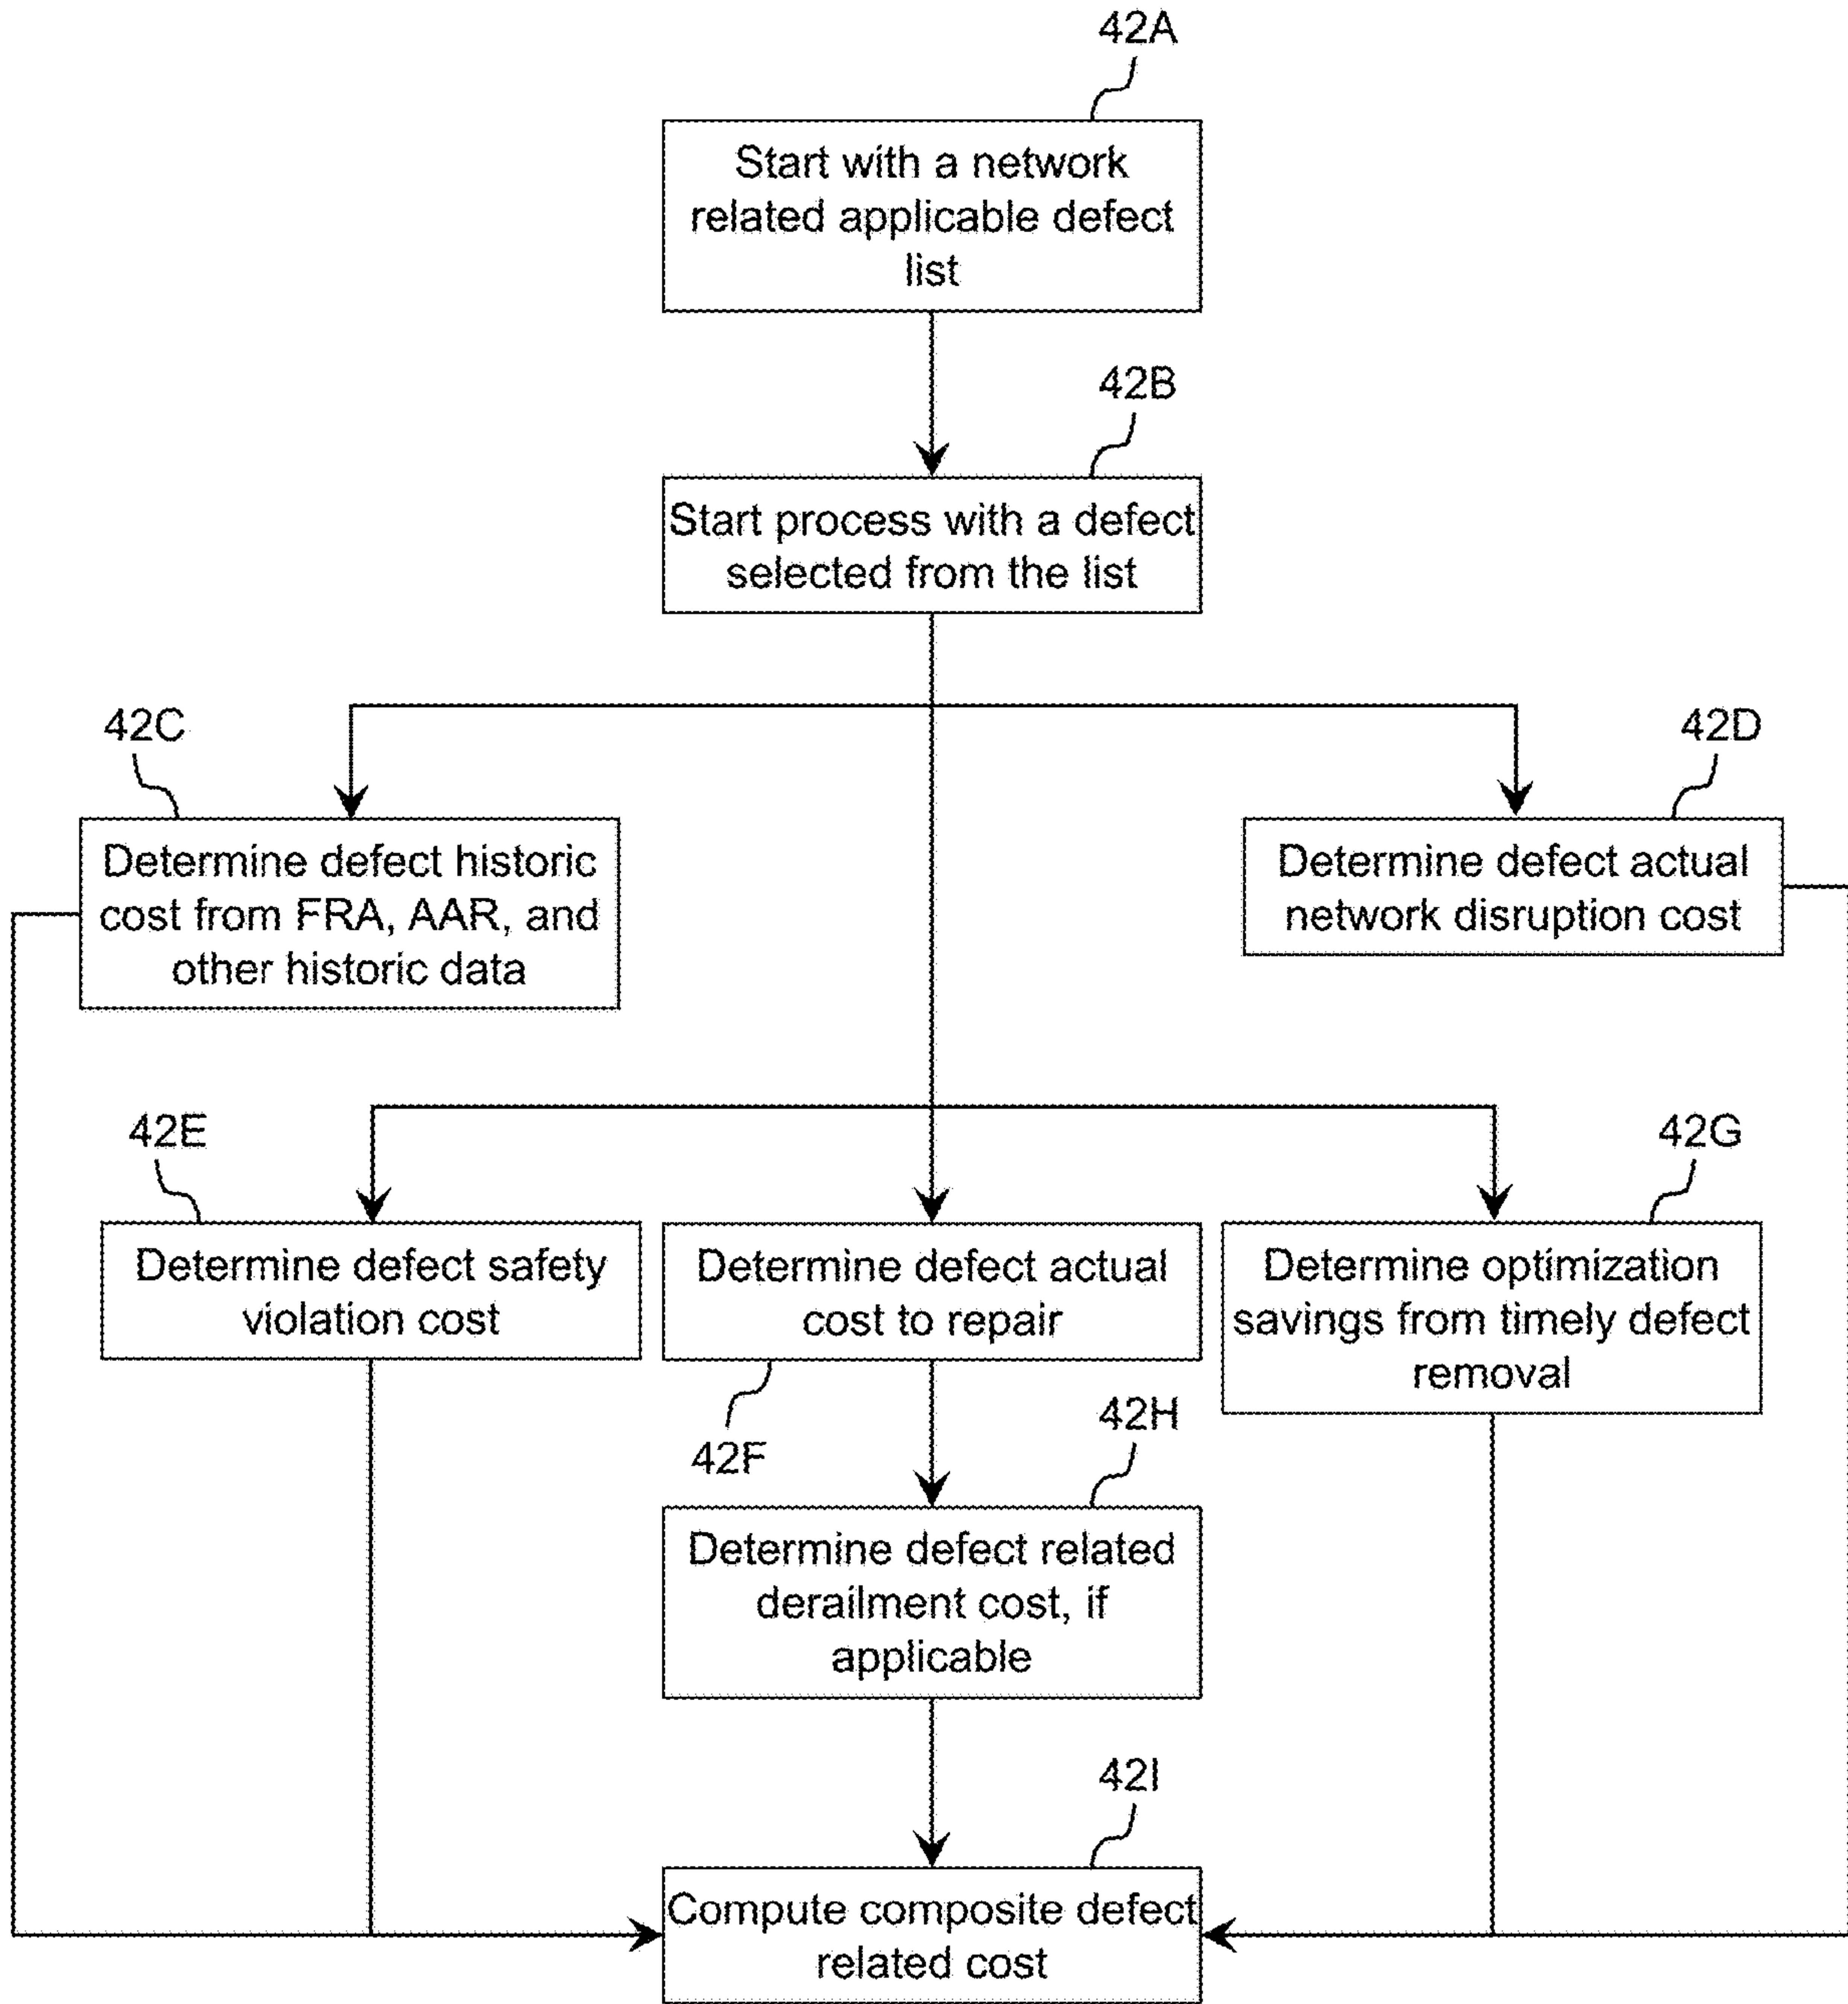 42A
Start with a network
related applicable defect
list
42B
Start process with a defect
selected from the list
42C
Determine defect historic
cost from FRA, AAR, and
other historic data
42D
Determine defect actual
network disruption cost
42E
Determine defect safety
violation cost
Determine defect actual
cost to repair
42F
42G
Determine optimization
savings from timely defect
removal
42H
Determine defect related
derailment cost, if
applicable
42I
Compute composite defect
related cost